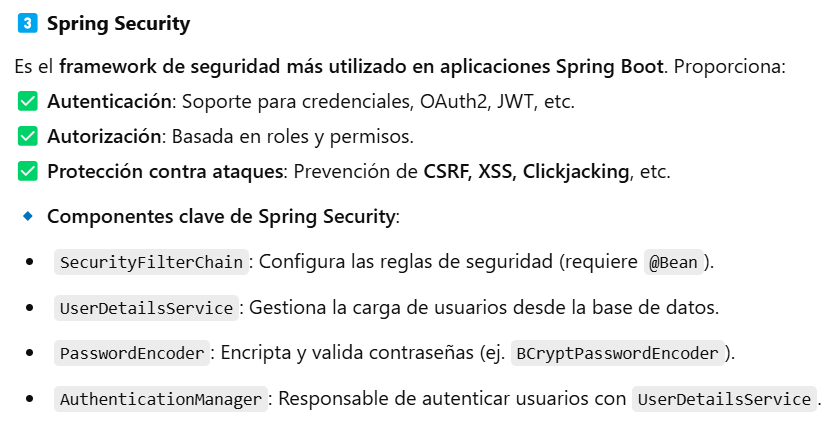 3 Spring Security
Es el framework de seguridad más utilizado en aplicaciones Spring Boot. Proporciona:
✅ Autenticación: Soporte para credenciales, OAuth2, JWT, etc.
✅ Autorización: Basada en roles y permisos.
✅ Protección contra ataques: Prevención de CSRF, XSS, Clickjacking, etc.
🔹 Componentes clave de Spring Security:
• SecurityFilterChain: Configura las reglas de seguridad (requiere @Bean).
• UserDetailsService: Gestiona la carga de usuarios desde la base de datos.
• PasswordEncoder: Encripta y valida contraseñas (ej. BCryptPasswordEncoder).
• AuthenticationManager: Responsable de autenticar usuarios con UserDetailsService.